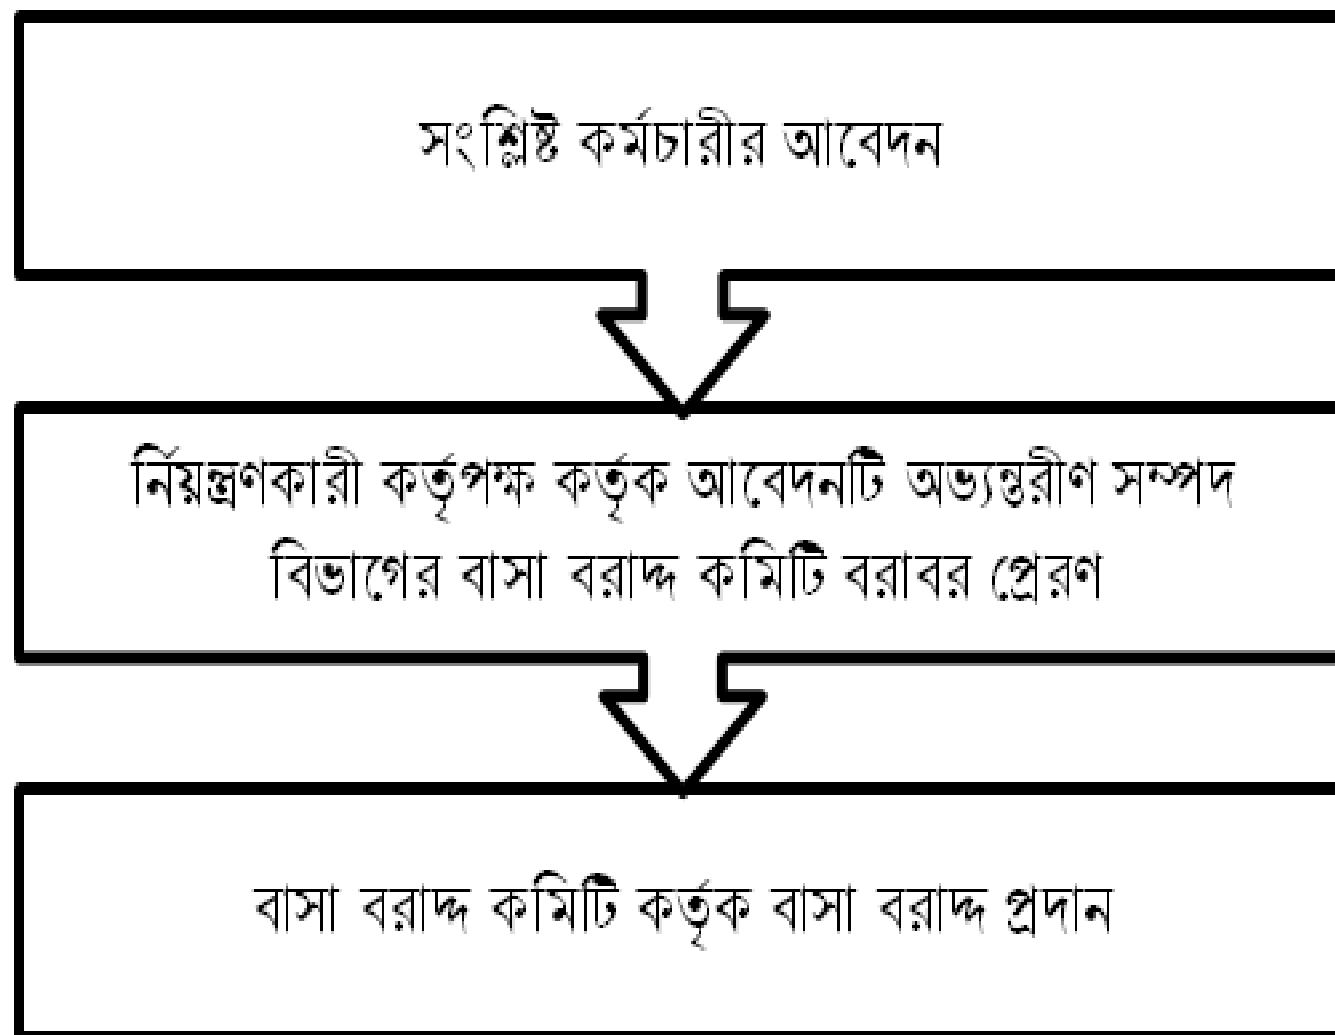 সংশ্লিষ্ট কর্মচারীর আবেদন
র্নিয়ন্ত্রণকারী কর্তৃপক্ষ কর্তৃক আবেদনটি অভ্যন্তরীণ সম্পদ
বিভাগের বাসা বরাদ্দ কমিটি বরাবর প্রেরণ
বাসা বরাদ্দ কমিটি কর্তৃক বাসা বরাদ্দ প্রদান